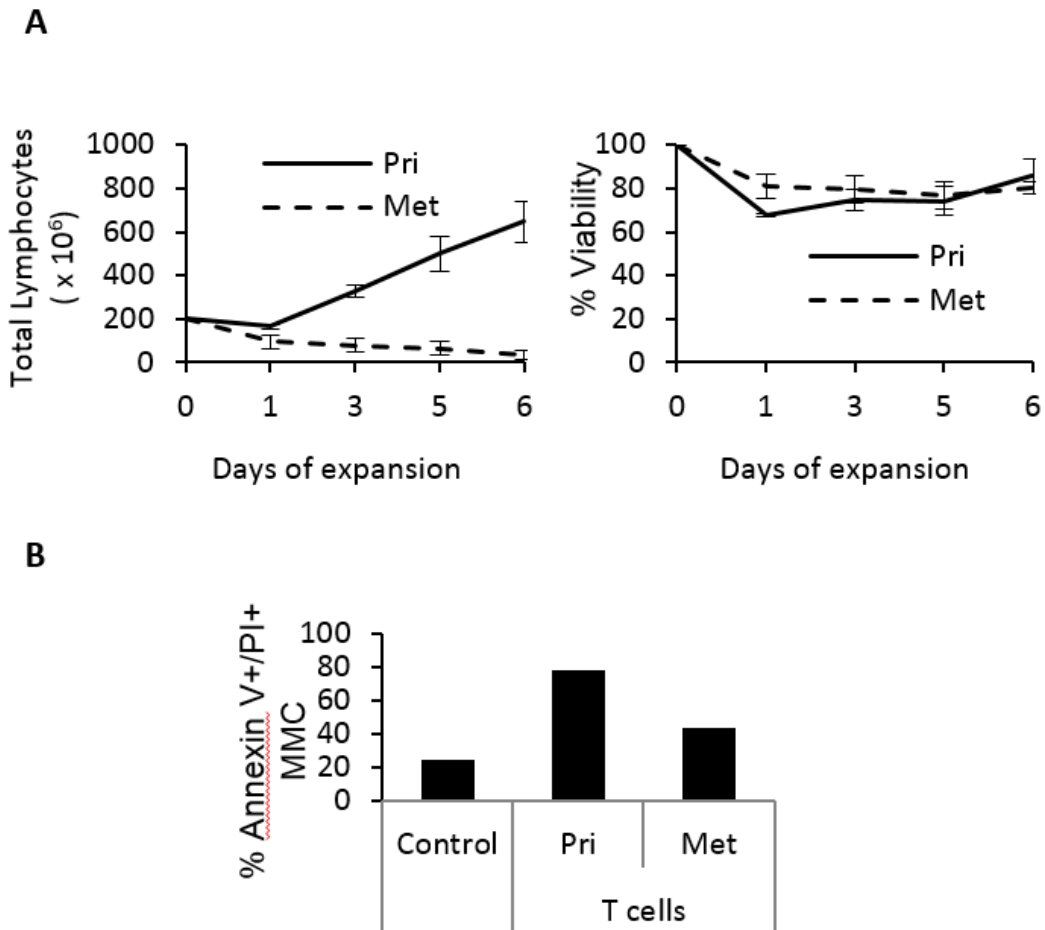 A
Total Lymphocytes
( x 10⁶)
1000
800
600
400
200
0
Pri
Met
0 1 3 5 6
Days of expansion
% Viability
100
80
60
40
20
0
Pri
Met
0 1 3 5 6
Days of expansion
B
% Annexin V+/PI+
MMC
100
80
60
40
20
0
Control Pri Met
T cells